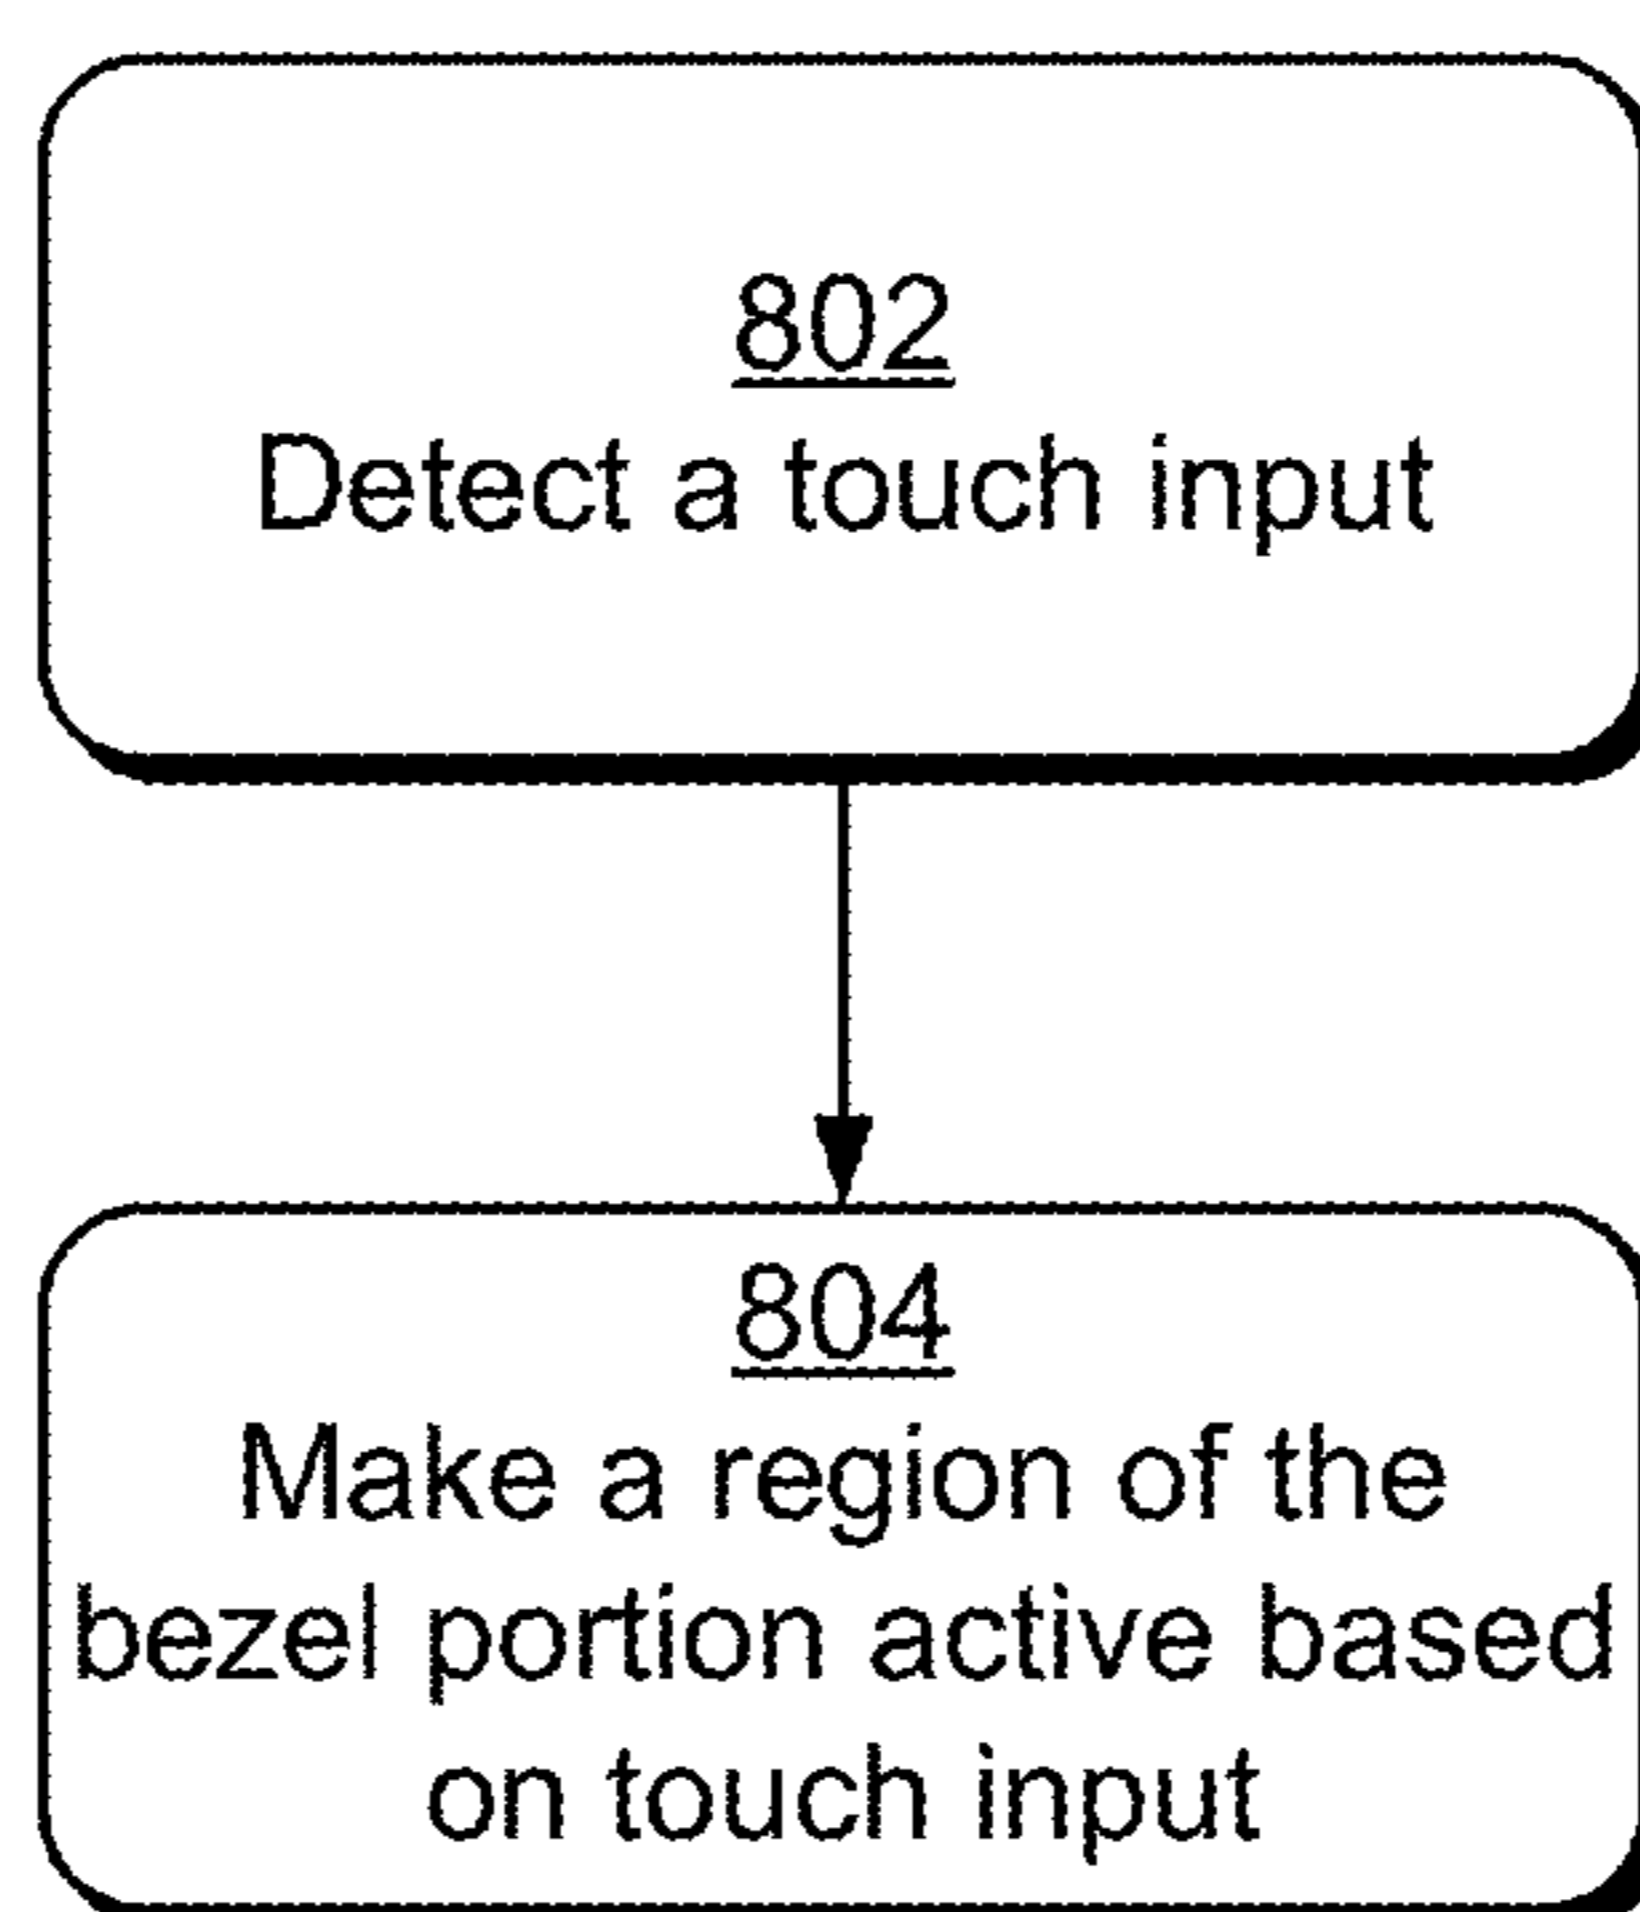 802
Detect a touch input
804
Make a region of the
bezel portion active based
on touch input